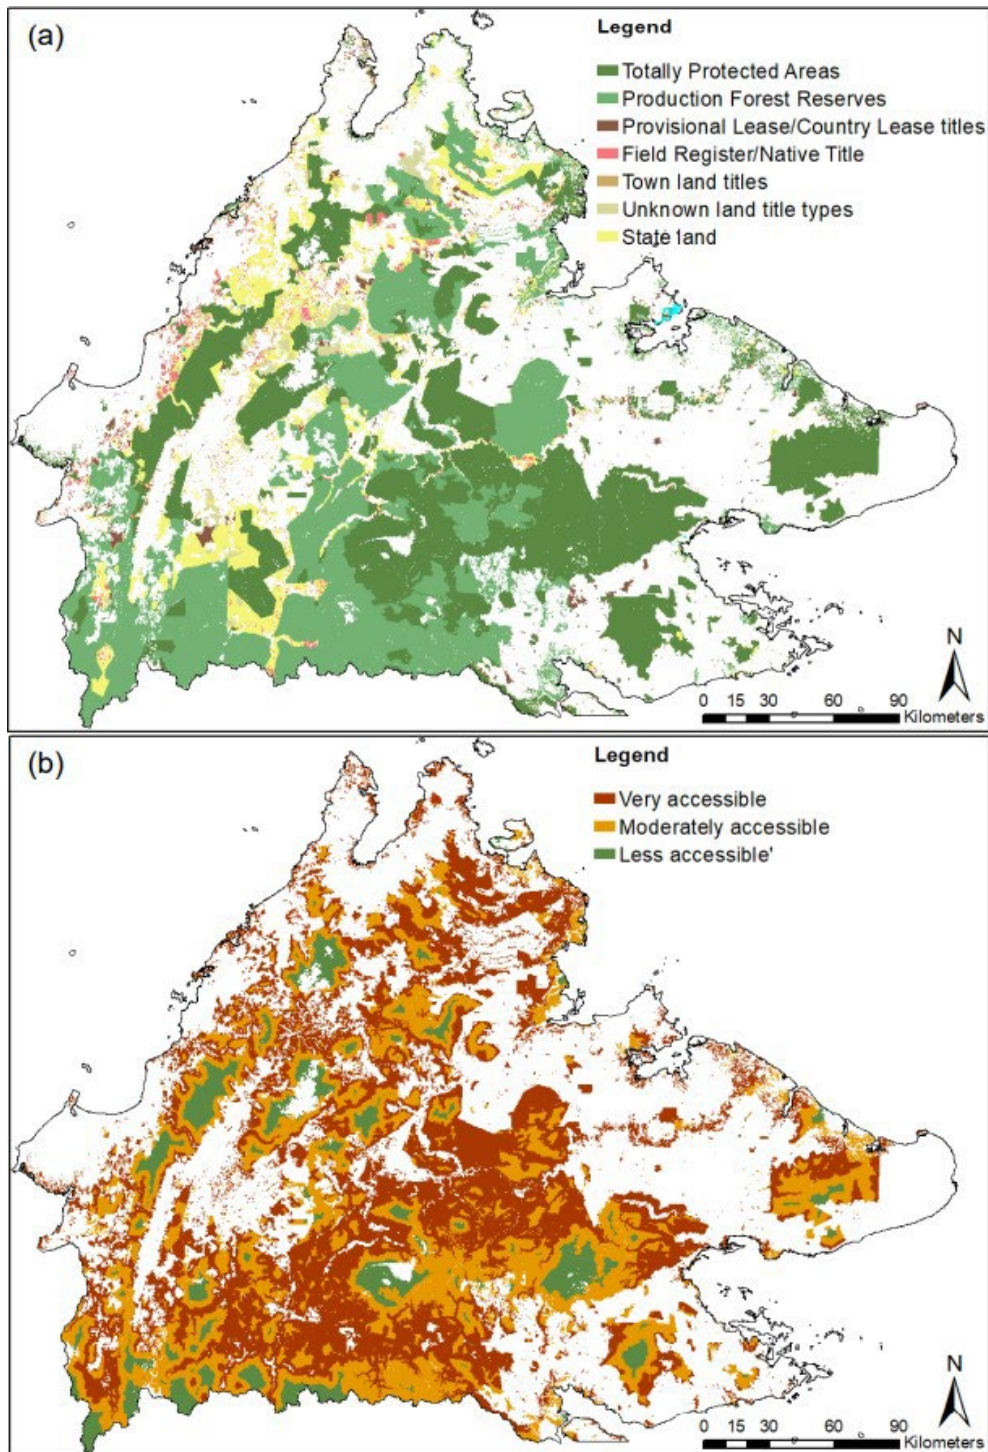 (a)
Legend
Totally Protected Areas
Production Forest Reserves
Provisional Lease/Country Lease titles
Field Register/Native Title
Town land titles
Unknown land title types
State land
N
0 15 30 60 90
Kilometers
(b)
Legend
Very accessible
Moderately accessible
Less accessible'
N
0 15 30 60 90
Kilometers